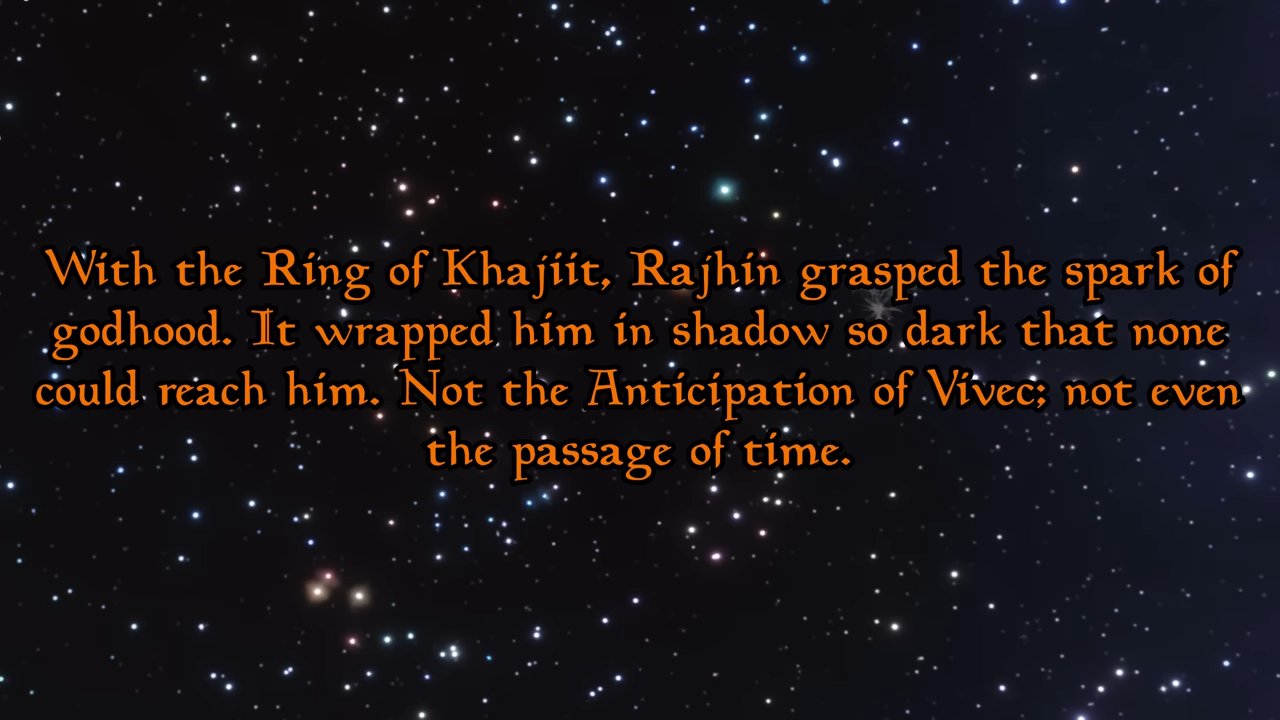 With the Ring of Khajiit, Rajhin grasped the spark of
godhood. It wrapped him in shadow so dark that none
could reach him. Not the Anticipation of Vivec; not even
the passage of time.